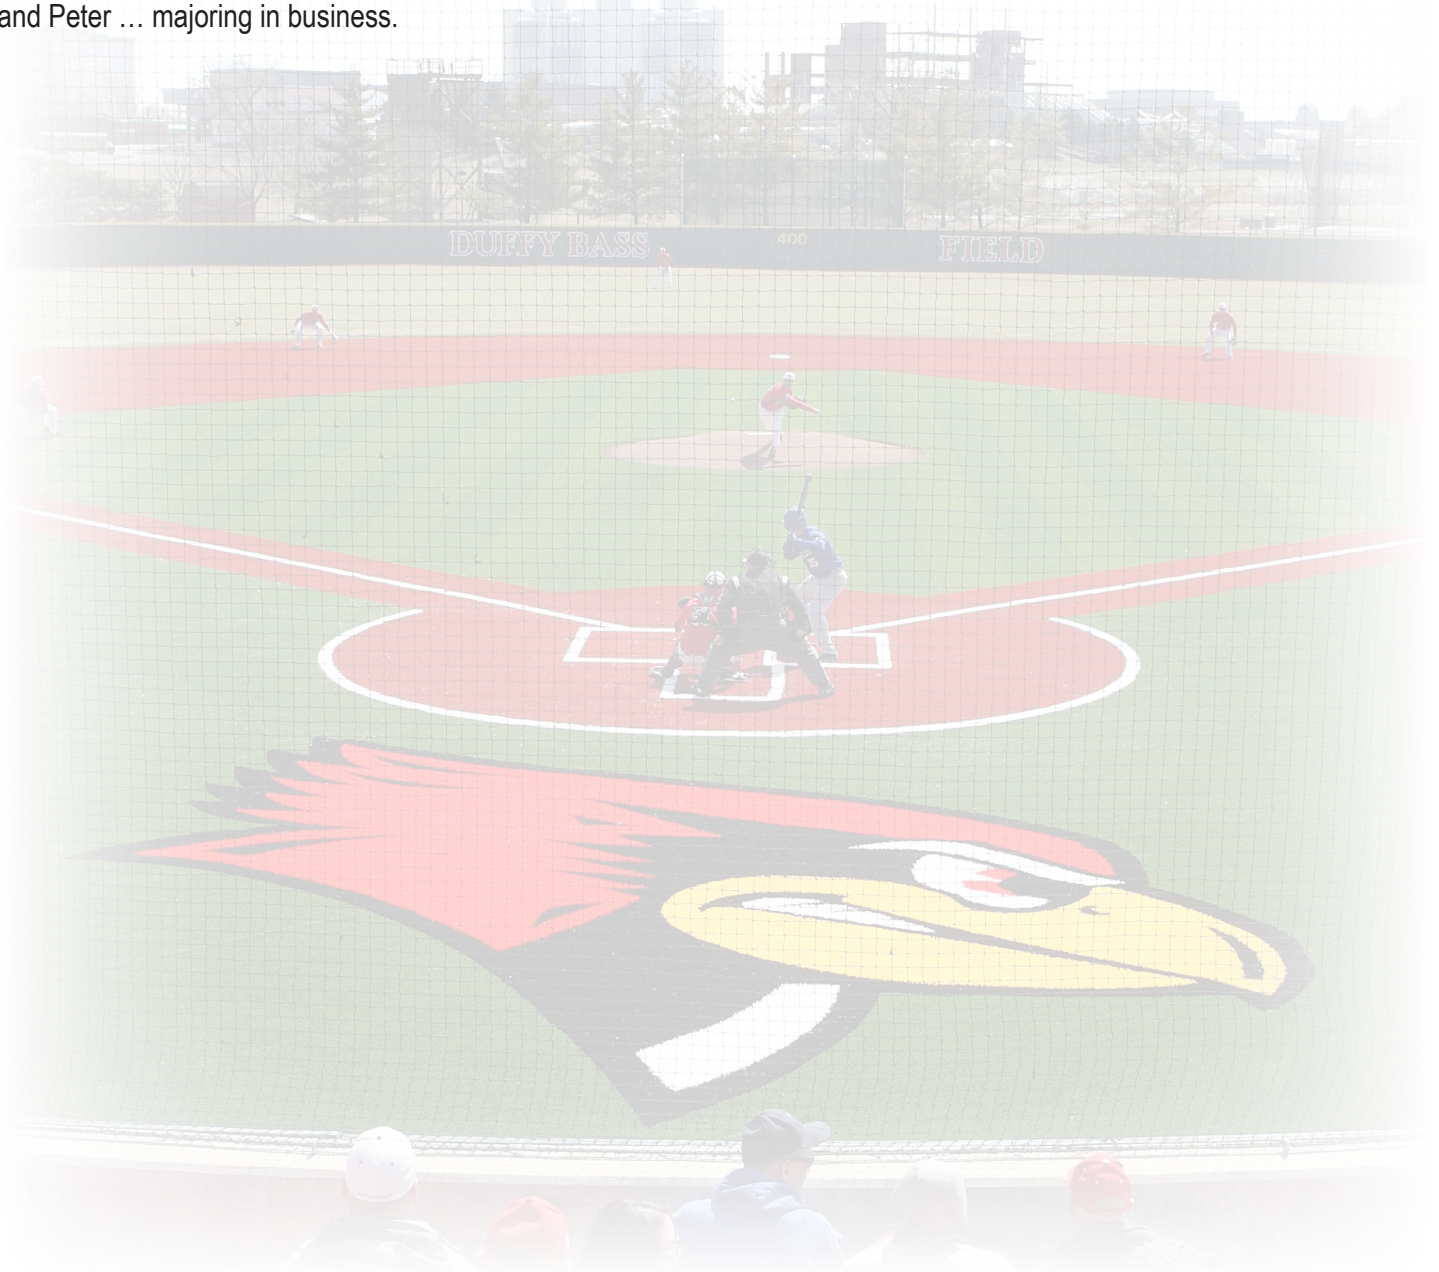 and Peter … majoring in business.
DUFFY BASS 400 FIELD